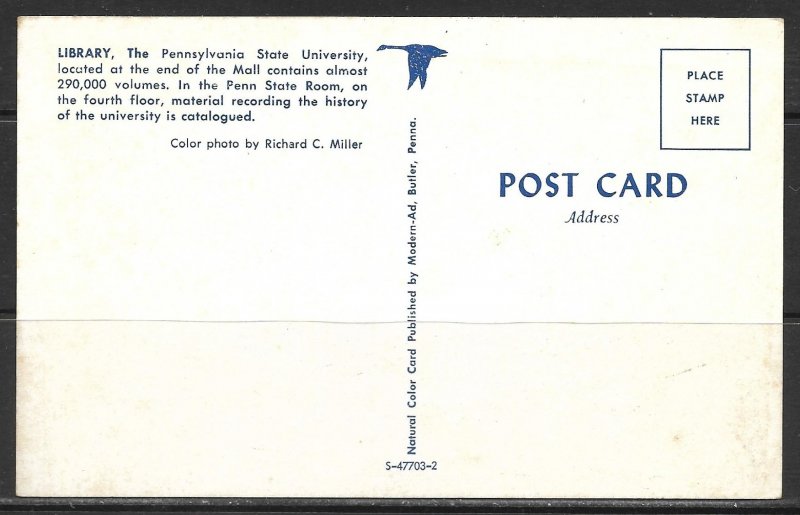 LIBRARY, The Pennsylvania State University,
located at the end of the Mall contains almost
290,000 volumes. In the Penn State Room, on
the fourth floor, material recording the history
of the university is catalogued.
Color photo by Richard C. Miller
Natural Color Card Published by Modern-Ad, Butler, Penna.
S-47703-2
PLACE
STAMP
HERE
POST CARD
Address